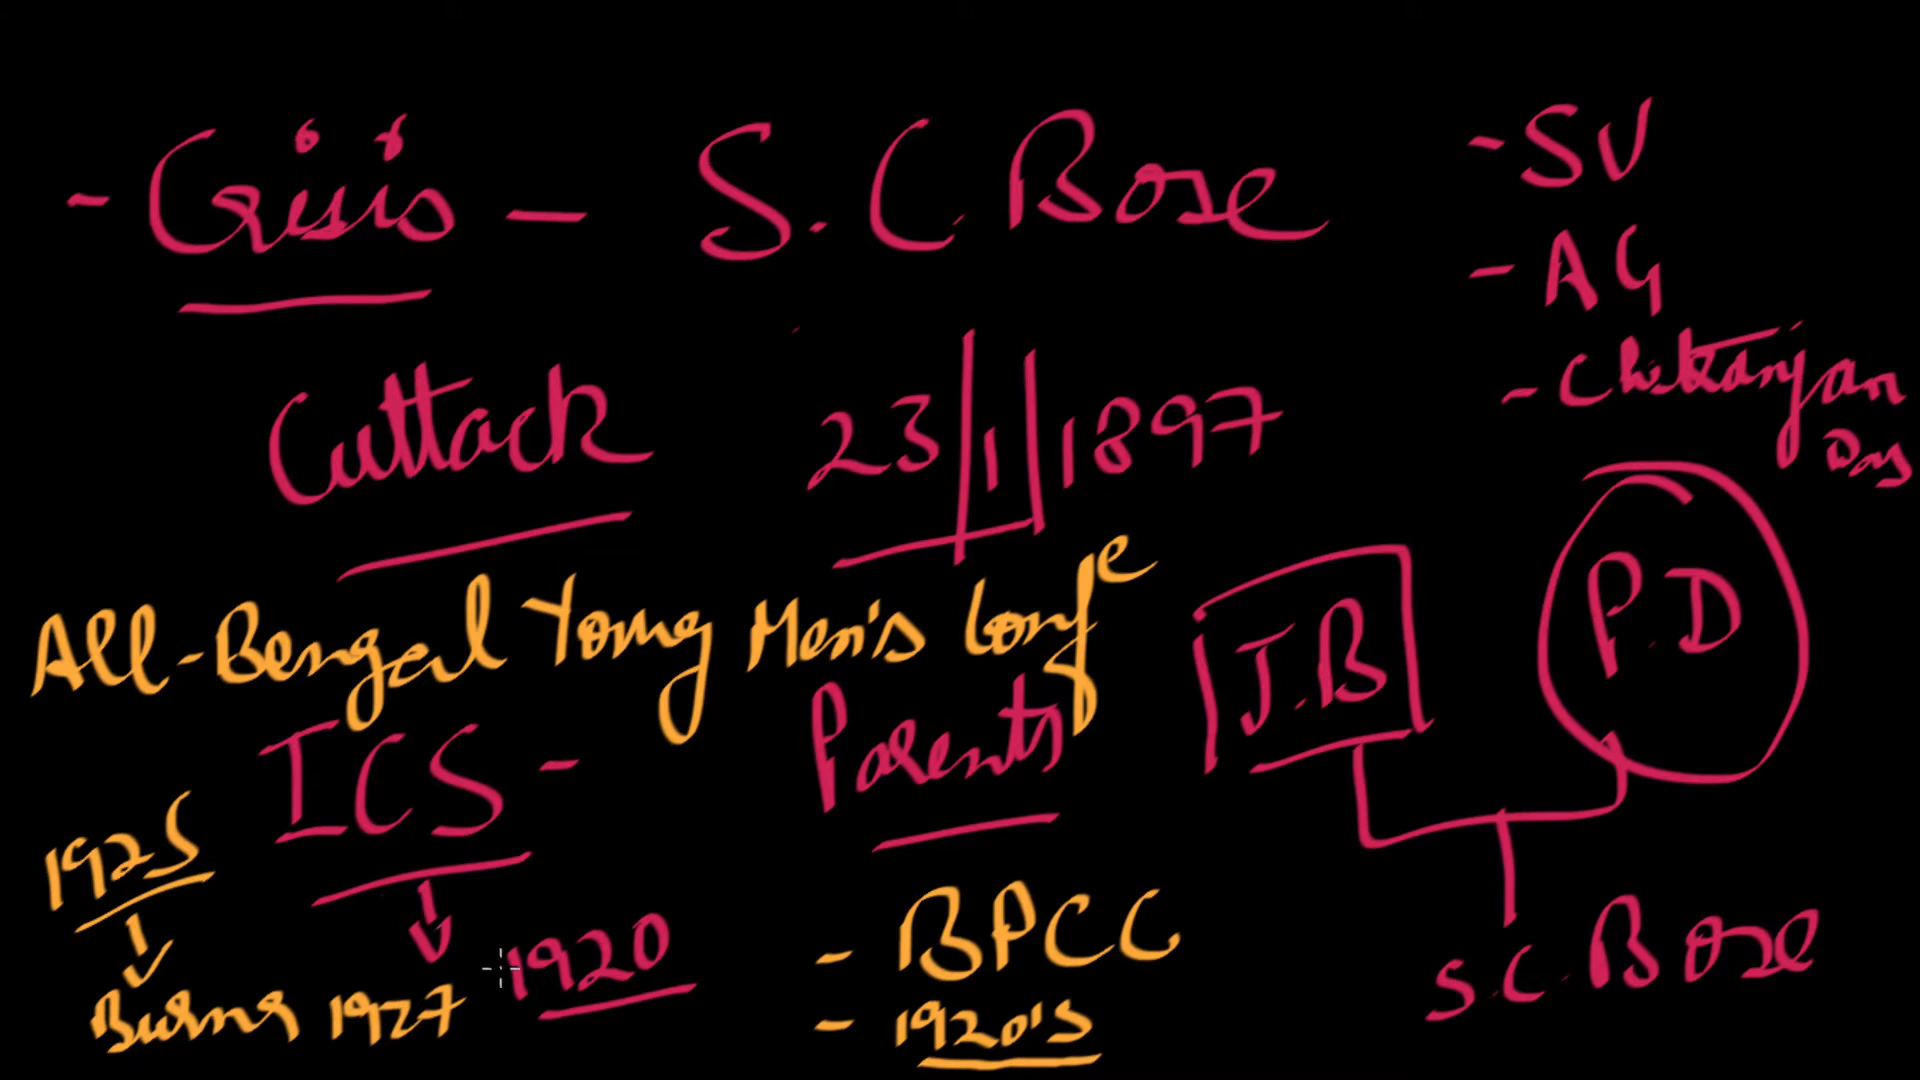 - Crisis - S. C. Bose
- SV
- AG
- Chittaranjan
Das
Cuttack 23/1/1897
All-Bengal Young Men's Conf e
J.B
P.D
ICS -
Parents
1925
1920
Burma 1927
- BPCC
- 1920's
S.C. Bose